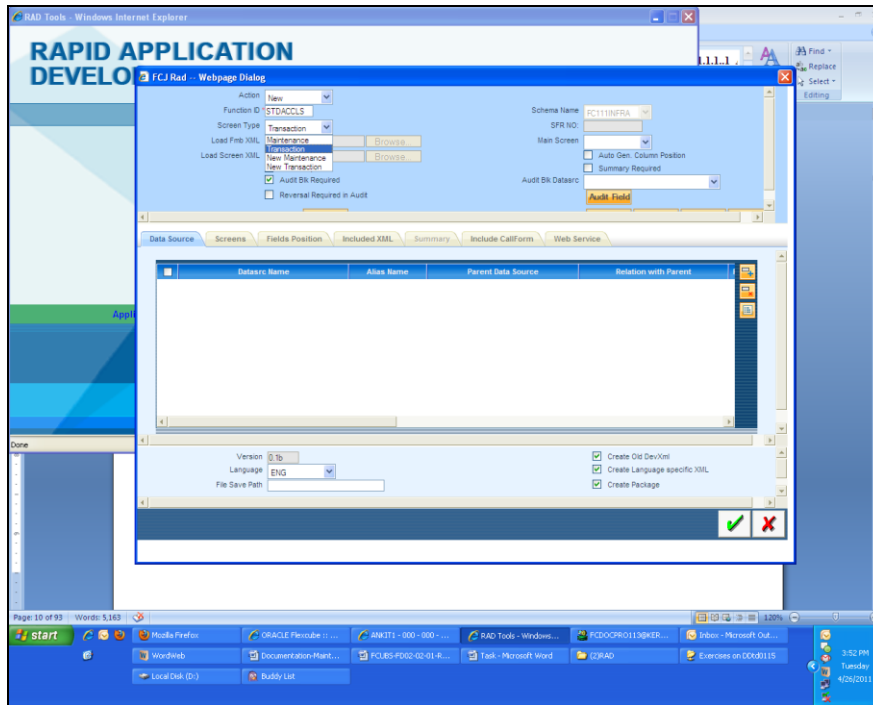 RAD Tools - Windows Internet Explorer
RAPID APPLICATION
DEVELO
Find
Replace
Select
Editing
FCJ Rad -- Webpage Dialog
Action New
Function ID * STDACCLS
Schema Name FC111INFRA
Screen Type Transaction
SFR NO:
Load Fmb XML Browse...
Main Screen
Maintenance
Transaction
New Maintenance
New Transaction
Load Screen XML Browse...
Auto Gen. Column Position
Summary Required
Audit Blk Required
Audit Blk Datasrc
Reversal Required in Audit
Audit Field
Data Source Screens Fields Position Included XML Summary Include CallForm Web Service
Datasrc Name Alias Name Parent Data Source Relation with Parent
Appli
Version 0.1b
Create Old DevXml
Language ENG
Create Language specific XML
File Save Path
Create Package
Done
Page: 10 of 93 Words: 5,163 120%
start Mozilla Firefox ORACLE Flexcube :: ... ANKIT1 - 000 - 000 - ... RAD Tools - Windows... FCDOCPRO113@KER... Inbox - Microsoft Out...
WordWeb Documentation-Maint... FCUBS-FD02-02-01-R... Task - Microsoft Word (2)RAD Exercises on DDtd0115
Local Disk (D:) Buddy List
3:52 PM
Tuesday
4/26/2011